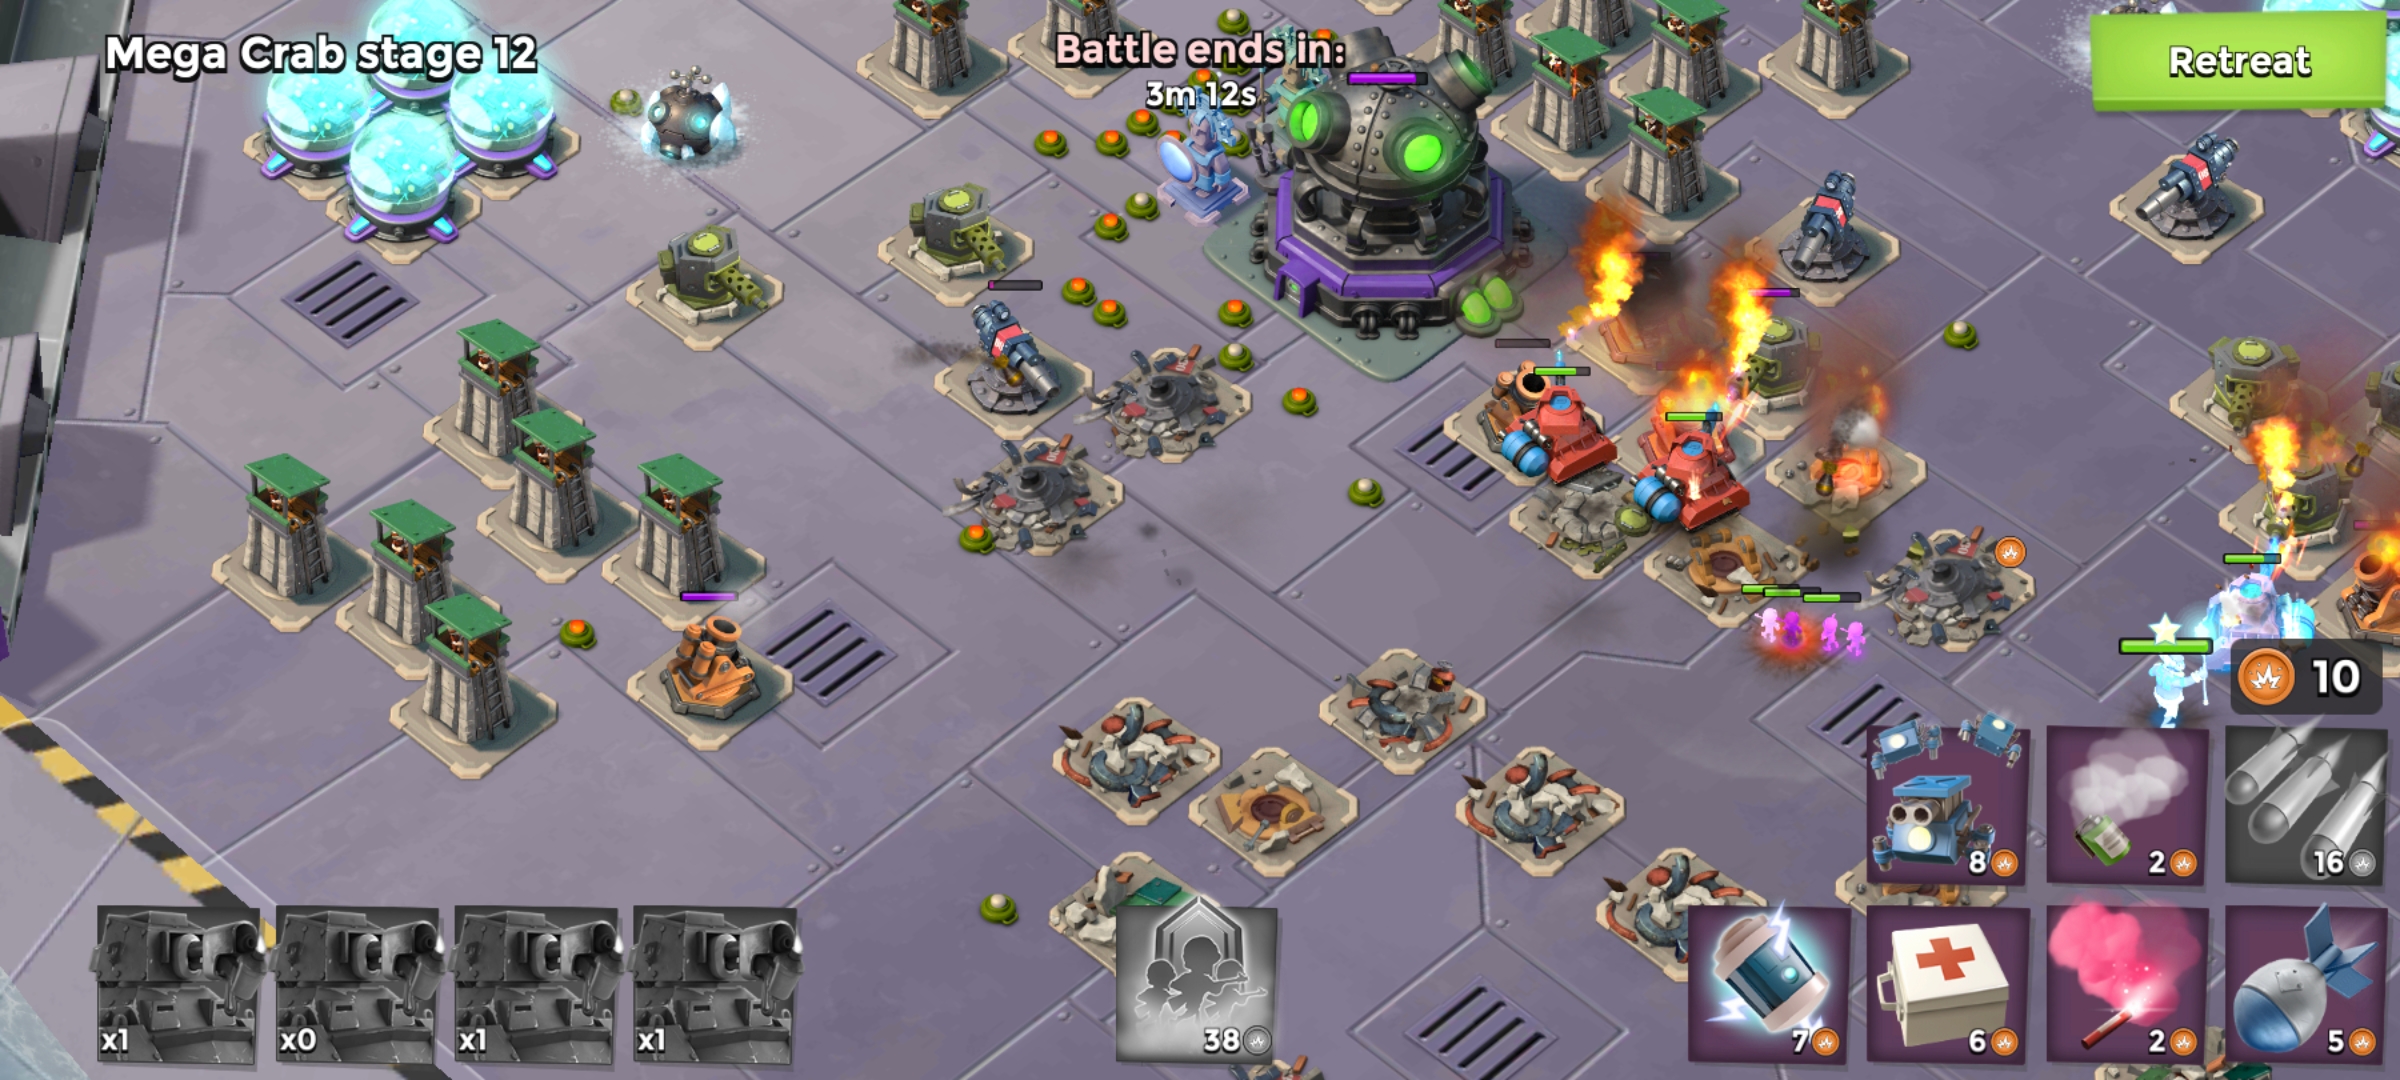 Mega Crab stage 12
Battle ends in:
3m 12s
Retreat
10
8
2
16
x1
x0
x1
x1
38
7
6
2
5